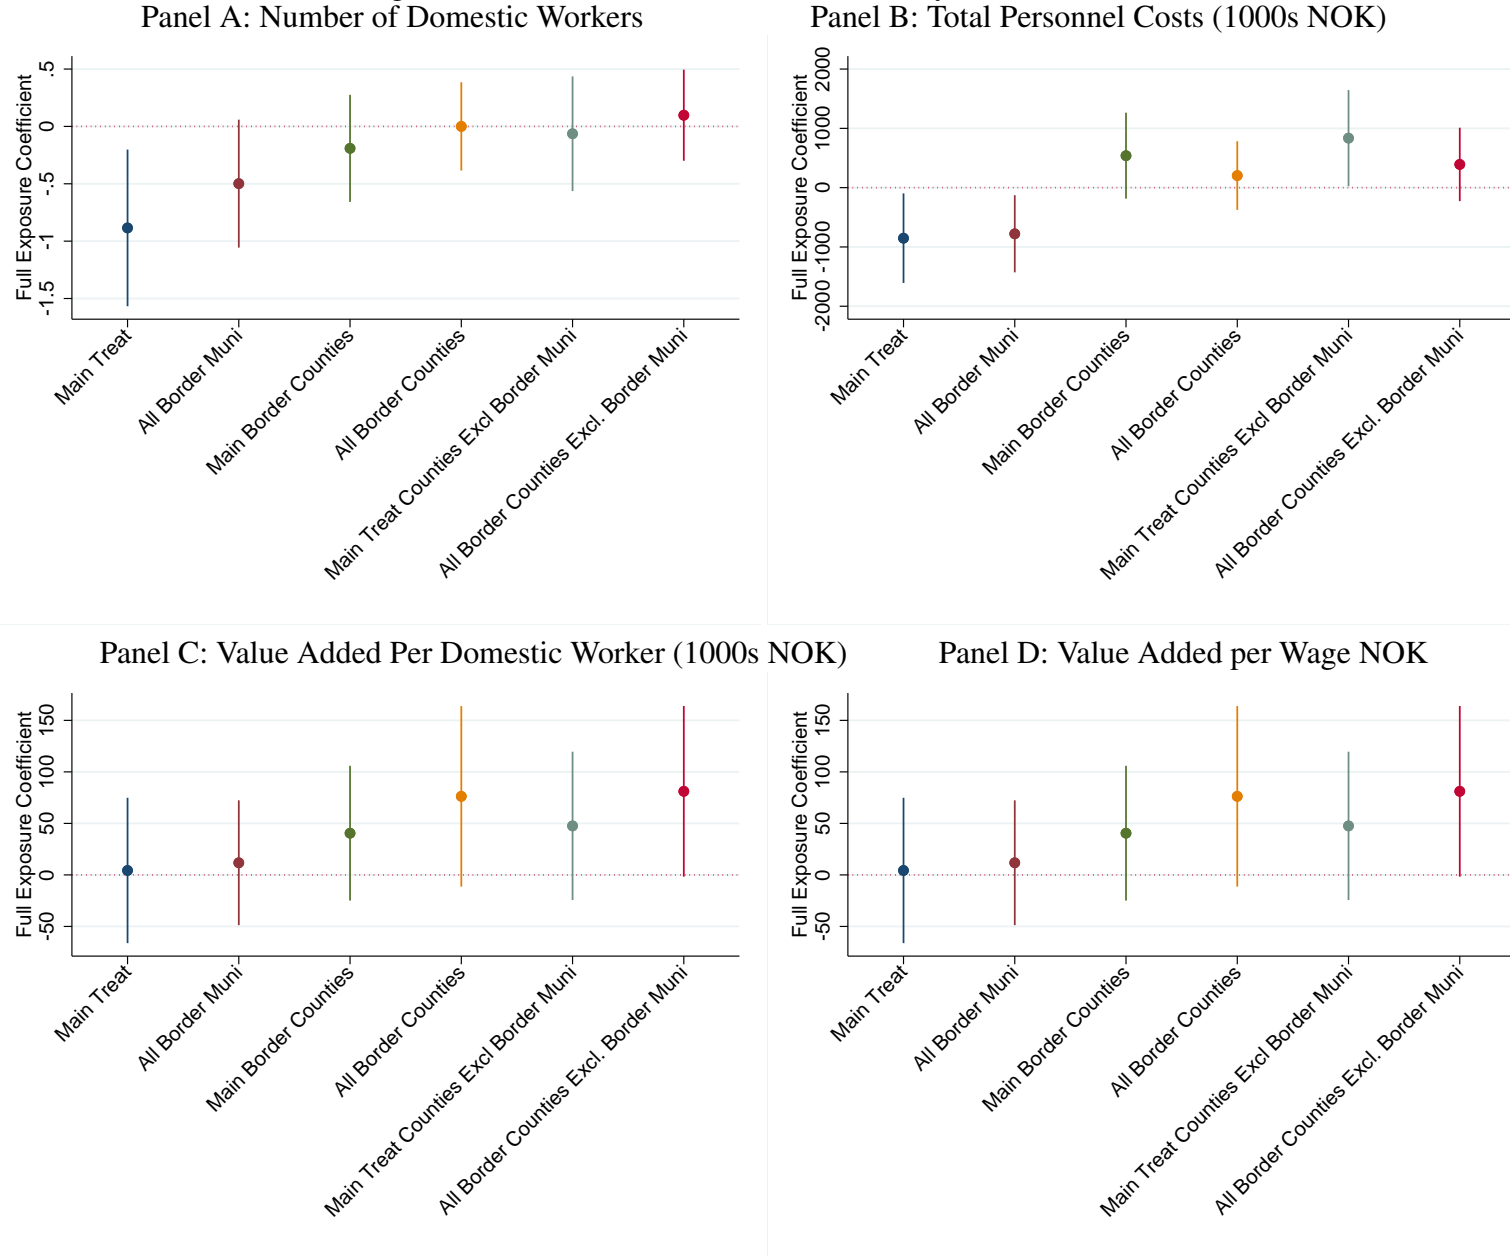 Panel A: Number of Domestic Workers
Full Exposure Coefficient
.5
0
-.5
-1
-1.5
Main Treat
All Border Muni
Main Border Counties
All Border Counties
Main Treat Counties Excl Border Muni
All Border Counties Excl. Border Muni
Panel B: Total Personnel Costs (1000s NOK)
Full Exposure Coefficient
2000
1000
0
-1000
-2000
Main Treat
All Border Muni
Main Border Counties
All Border Counties
Main Treat Counties Excl Border Muni
All Border Counties Excl. Border Muni
Panel C: Value Added Per Domestic Worker (1000s NOK)
Full Exposure Coefficient
150
100
50
0
-50
Main Treat
All Border Muni
Main Border Counties
All Border Counties
Main Treat Counties Excl Border Muni
All Border Counties Excl. Border Muni
Panel D: Value Added per Wage NOK
Full Exposure Coefficient
150
100
50
0
-50
Main Treat
All Border Muni
Main Border Counties
All Border Counties
Main Treat Counties Excl Border Muni
All Border Counties Excl. Border Muni